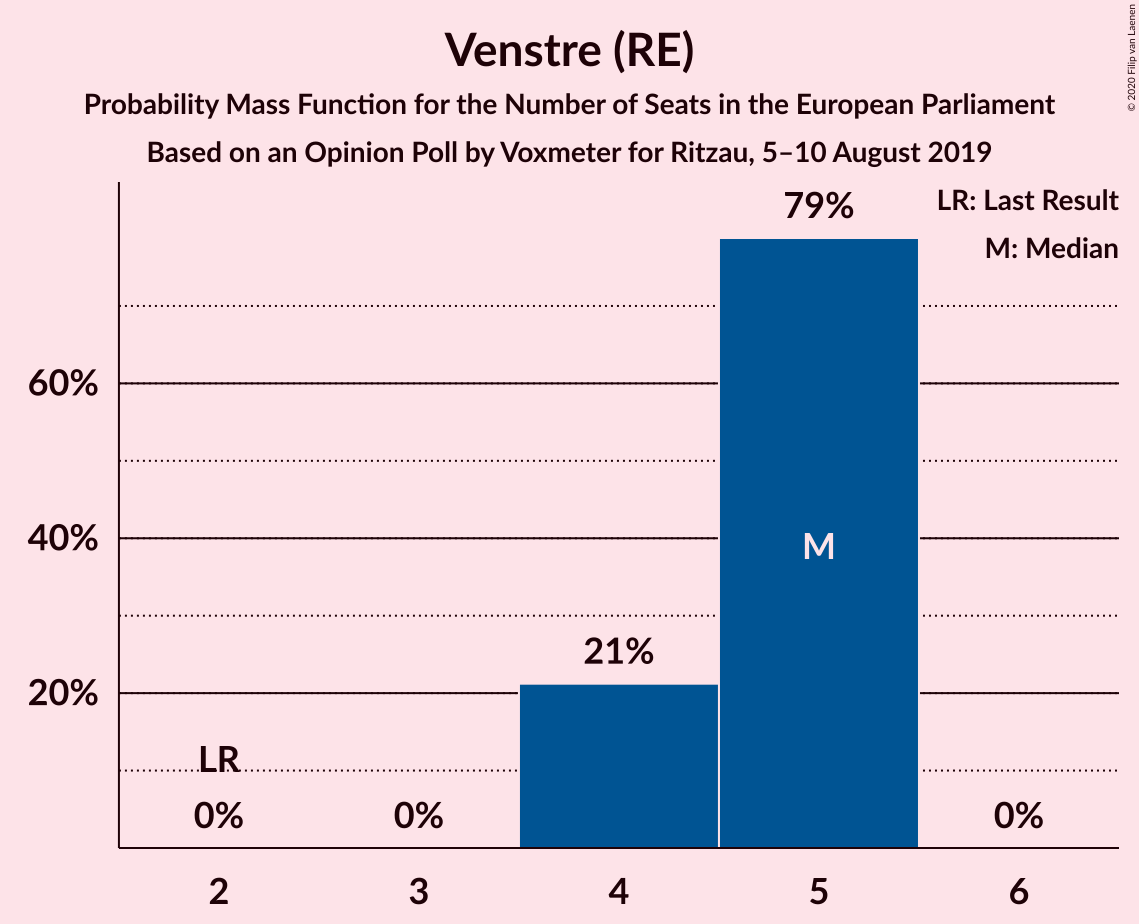 Venstre (RE)
Probability Mass Function for the Number of Seats in the European Parliament
Based on an Opinion Poll by Voxmeter for Ritzau, 5–10 August 2019
© 2020 Filip van Laenen
LR: Last Result
M: Median
79%
60%
40%
M
21%
20%
LR
0%
0%
0%
2
3
4
5
6